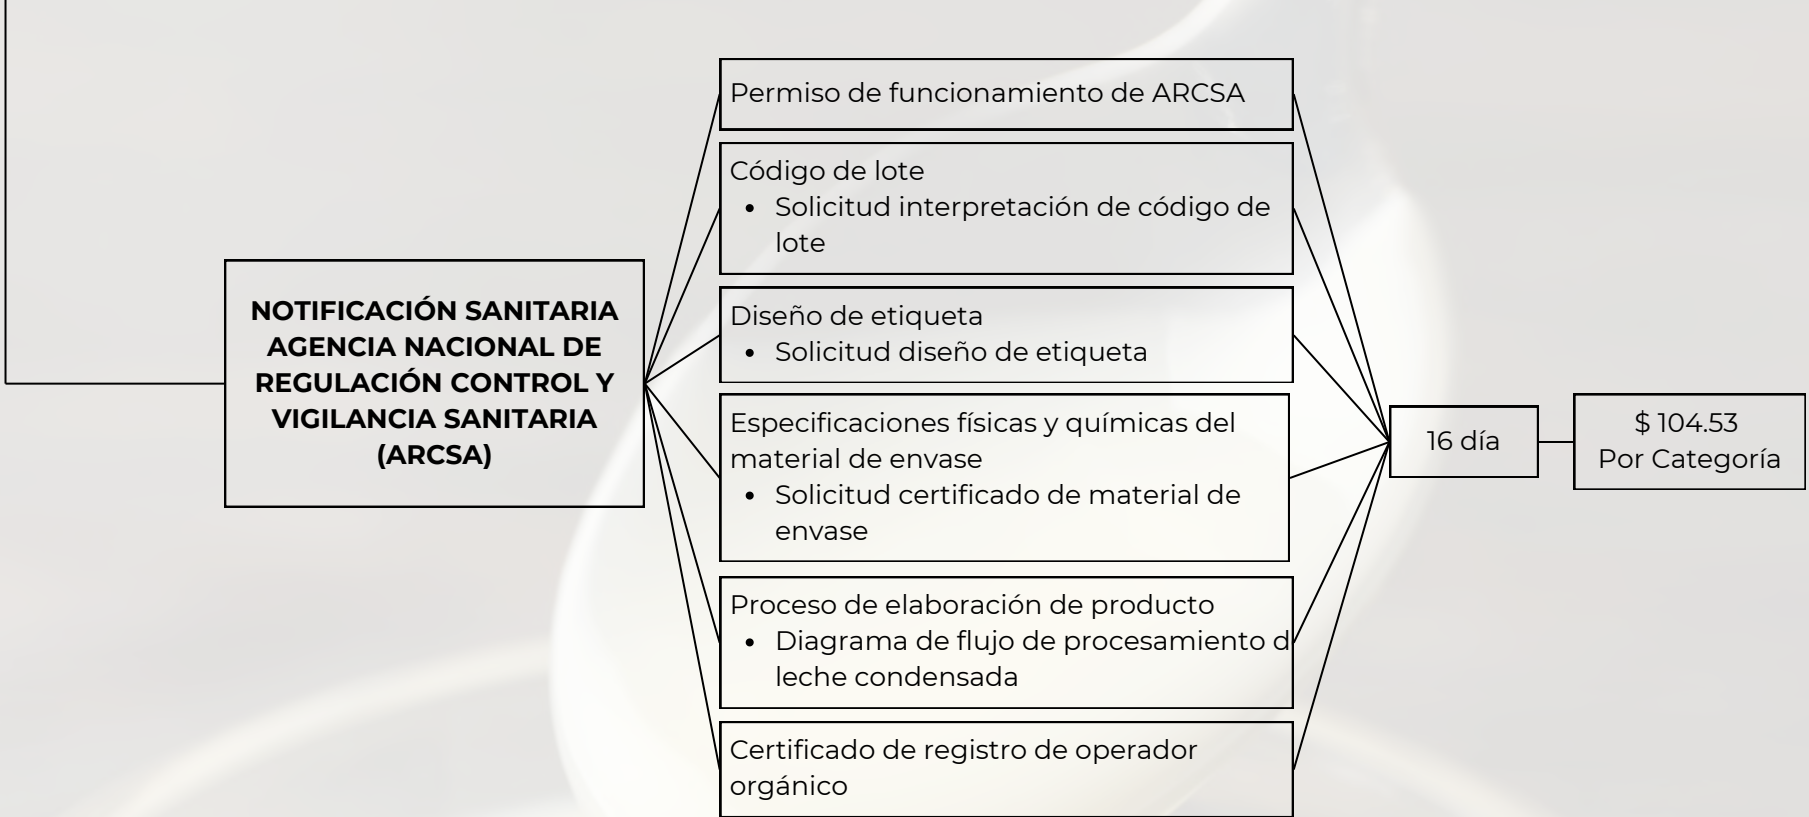 NOTIFICACIÓN SANITARIA
AGENCIA NACIONAL DE
REGULACIÓN CONTROL Y
VIGILANCIA SANITARIA
(ARCSA)
Permiso de funcionamiento de ARCSA
Código de lote
• Solicitud interpretación de código de
lote
Diseño de etiqueta
• Solicitud diseño de etiqueta
Especificaciones físicas y químicas del
material de envase
• Solicitud certificado de material de
envase
Proceso de elaboración de producto
• Diagrama de flujo de procesamiento d
leche condensada
Certificado de registro de operador
orgánico
16 día
$ 104.53
Por Categoría